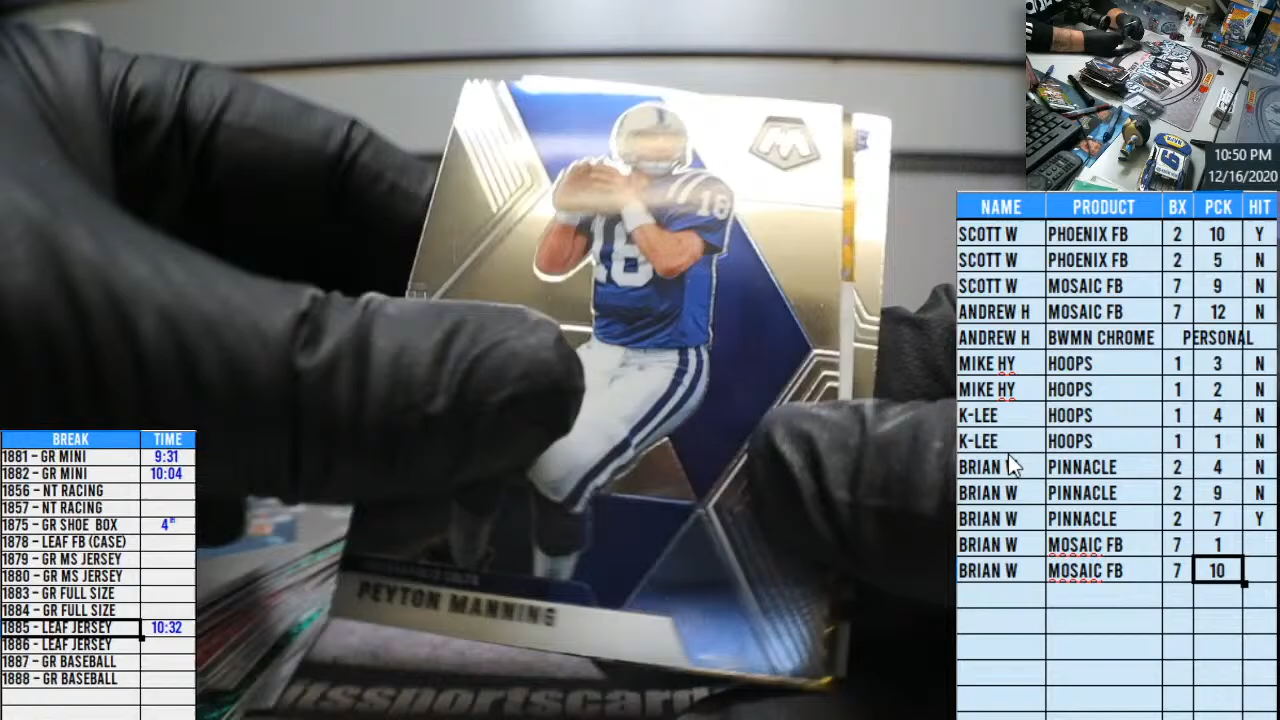 10:50 PM
12/16/2020
NAME PRODUCT BX PCK HIT
SCOTT W PHOENIX FB 2 10 Y
SCOTT W PHOENIX FB 2 5 N
SCOTT W MOSAIC FB 7 9 N
ANDREW H MOSAIC FB 7 12 N
ANDREW H BWMN CHROME PERSONAL
MIKE HY HOOPS 1 3 N
MIKE HY HOOPS 1 2 N
K-LEE HOOPS 1 4 N
K-LEE HOOPS 1 1 N
BRIAN W PINNACLE 2 4 N
BRIAN W PINNACLE 2 9 N
BRIAN W PINNACLE 2 7 Y
BRIAN W MOSAIC FB 7 1
BRIAN W MOSAIC FB 7 10
BREAK TIME
1881 – GR MINI 9:31
1882 – GR MINI 10:04
1856 – NT RACING
1857 – NT RACING
1875 – GR SHOE BOX 4th
1878 – LEAF FB (CASE)
1879 – GR MS JERSEY
1880 – GR MS JERSEY
1883 – GR FULL SIZE
1884 – GR FULL SIZE
1885 – LEAF JERSEY 10:32
1886 – LEAF JERSEY
1887 – GR BASEBALL
1888 – GR BASEBALL
M
18
18
PEYTON MANNING
itssportscard